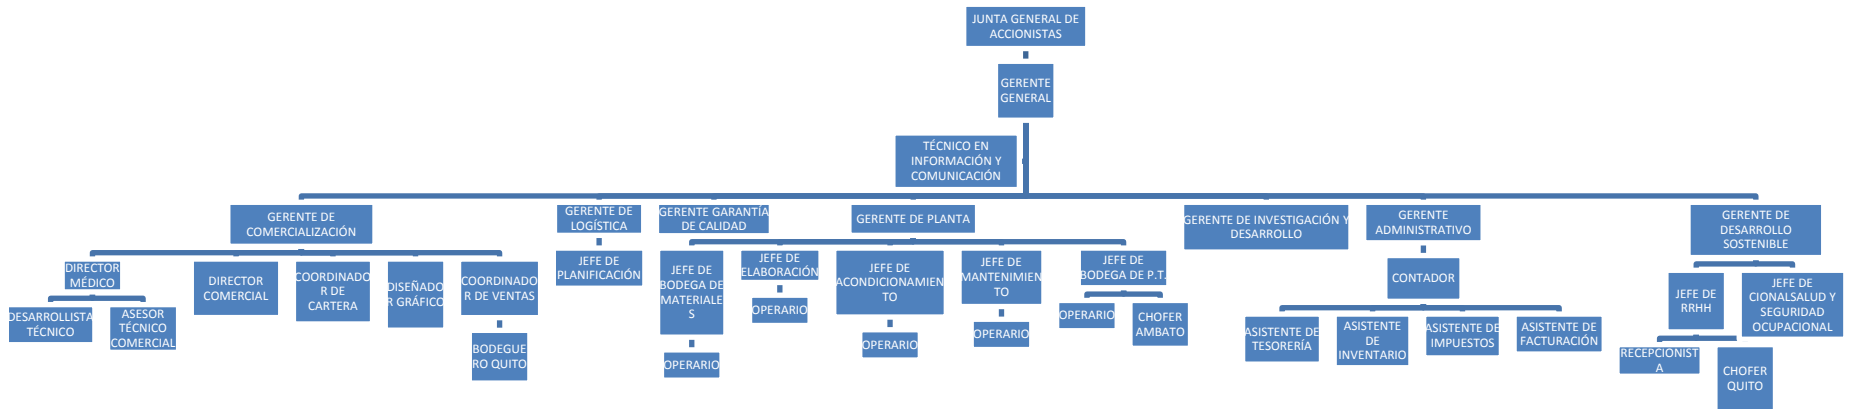 JUNTA GENERAL DE
ACCIONISTAS
GERENTE
GENERAL
TÉCNICO EN
INFORMACIÓN Y
COMUNICACIÓN
GERENTE DE
COMERCIALIZACIÓN
GERENTE DE
LOGÍSTICA
GERENTE GARANTÍA
DE CALIDAD
GERENTE DE PLANTA
GERENTE DE INVESTIGACIÓN Y
DESARROLLO
GERENTE
ADMINISTRATIVO
GERENTE DE
DESARROLLO
SOSTENIBLE
DIRECTOR
MÉDICO
DIRECTOR
COMERCIAL
COORDINADO
R DE
CARTERA
DISEÑADO
R GRÁFICO
COORDINADO
R DE VENTAS
JEFE DE
PLANIFICACIÓN
JEFE DE
BODEGA DE
MATERIALE
S
JEFE DE
ELABORACIÓN
JEFE DE
ACONDICIONAMIEN
TO
JEFE DE
MANTENIMIE
NTO
JEFE DE
BODEGA DE P.T.
CONTADOR
JEFE DE
RRHH
JEFE DE
CIONALSALUD Y
SEGURIDAD
OCUPACIONAL
DESARROLLISTA
TÉCNICO
ASESOR
TÉCNICO
COMERCIAL
BODEGUE
RO QUITO
OPERARIO
OPERARIO
OPERARIO
OPERARIO
OPERARIO
CHOFER
AMBATO
ASISTENTE DE
TESORERÍA
ASISTENTE
DE
INVENTARIO
ASISTENTE DE
IMPUESTOS
ASISTENTE DE
FACTURACIÓN
RECEPCIONIST
A
CHOFER
QUITO